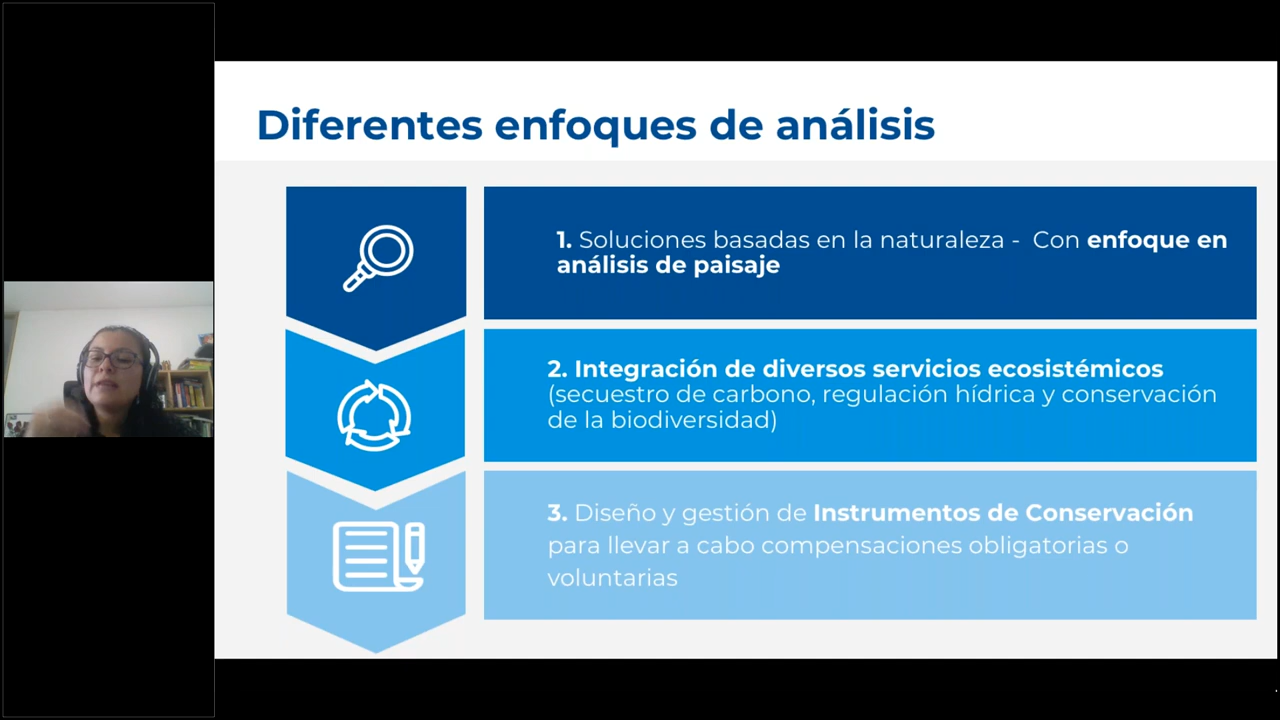 Diferentes enfoques de análisis
1. Soluciones basadas en la naturaleza - Con enfoque en
análisis de paisaje
2. Integración de diversos servicios ecosistémicos
(secuestro de carbono, regulación hídrica y conservación
de la biodiversidad)
3. Diseño y gestión de Instrumentos de Conservación
para llevar a cabo compensaciones obligatorias o
voluntarias